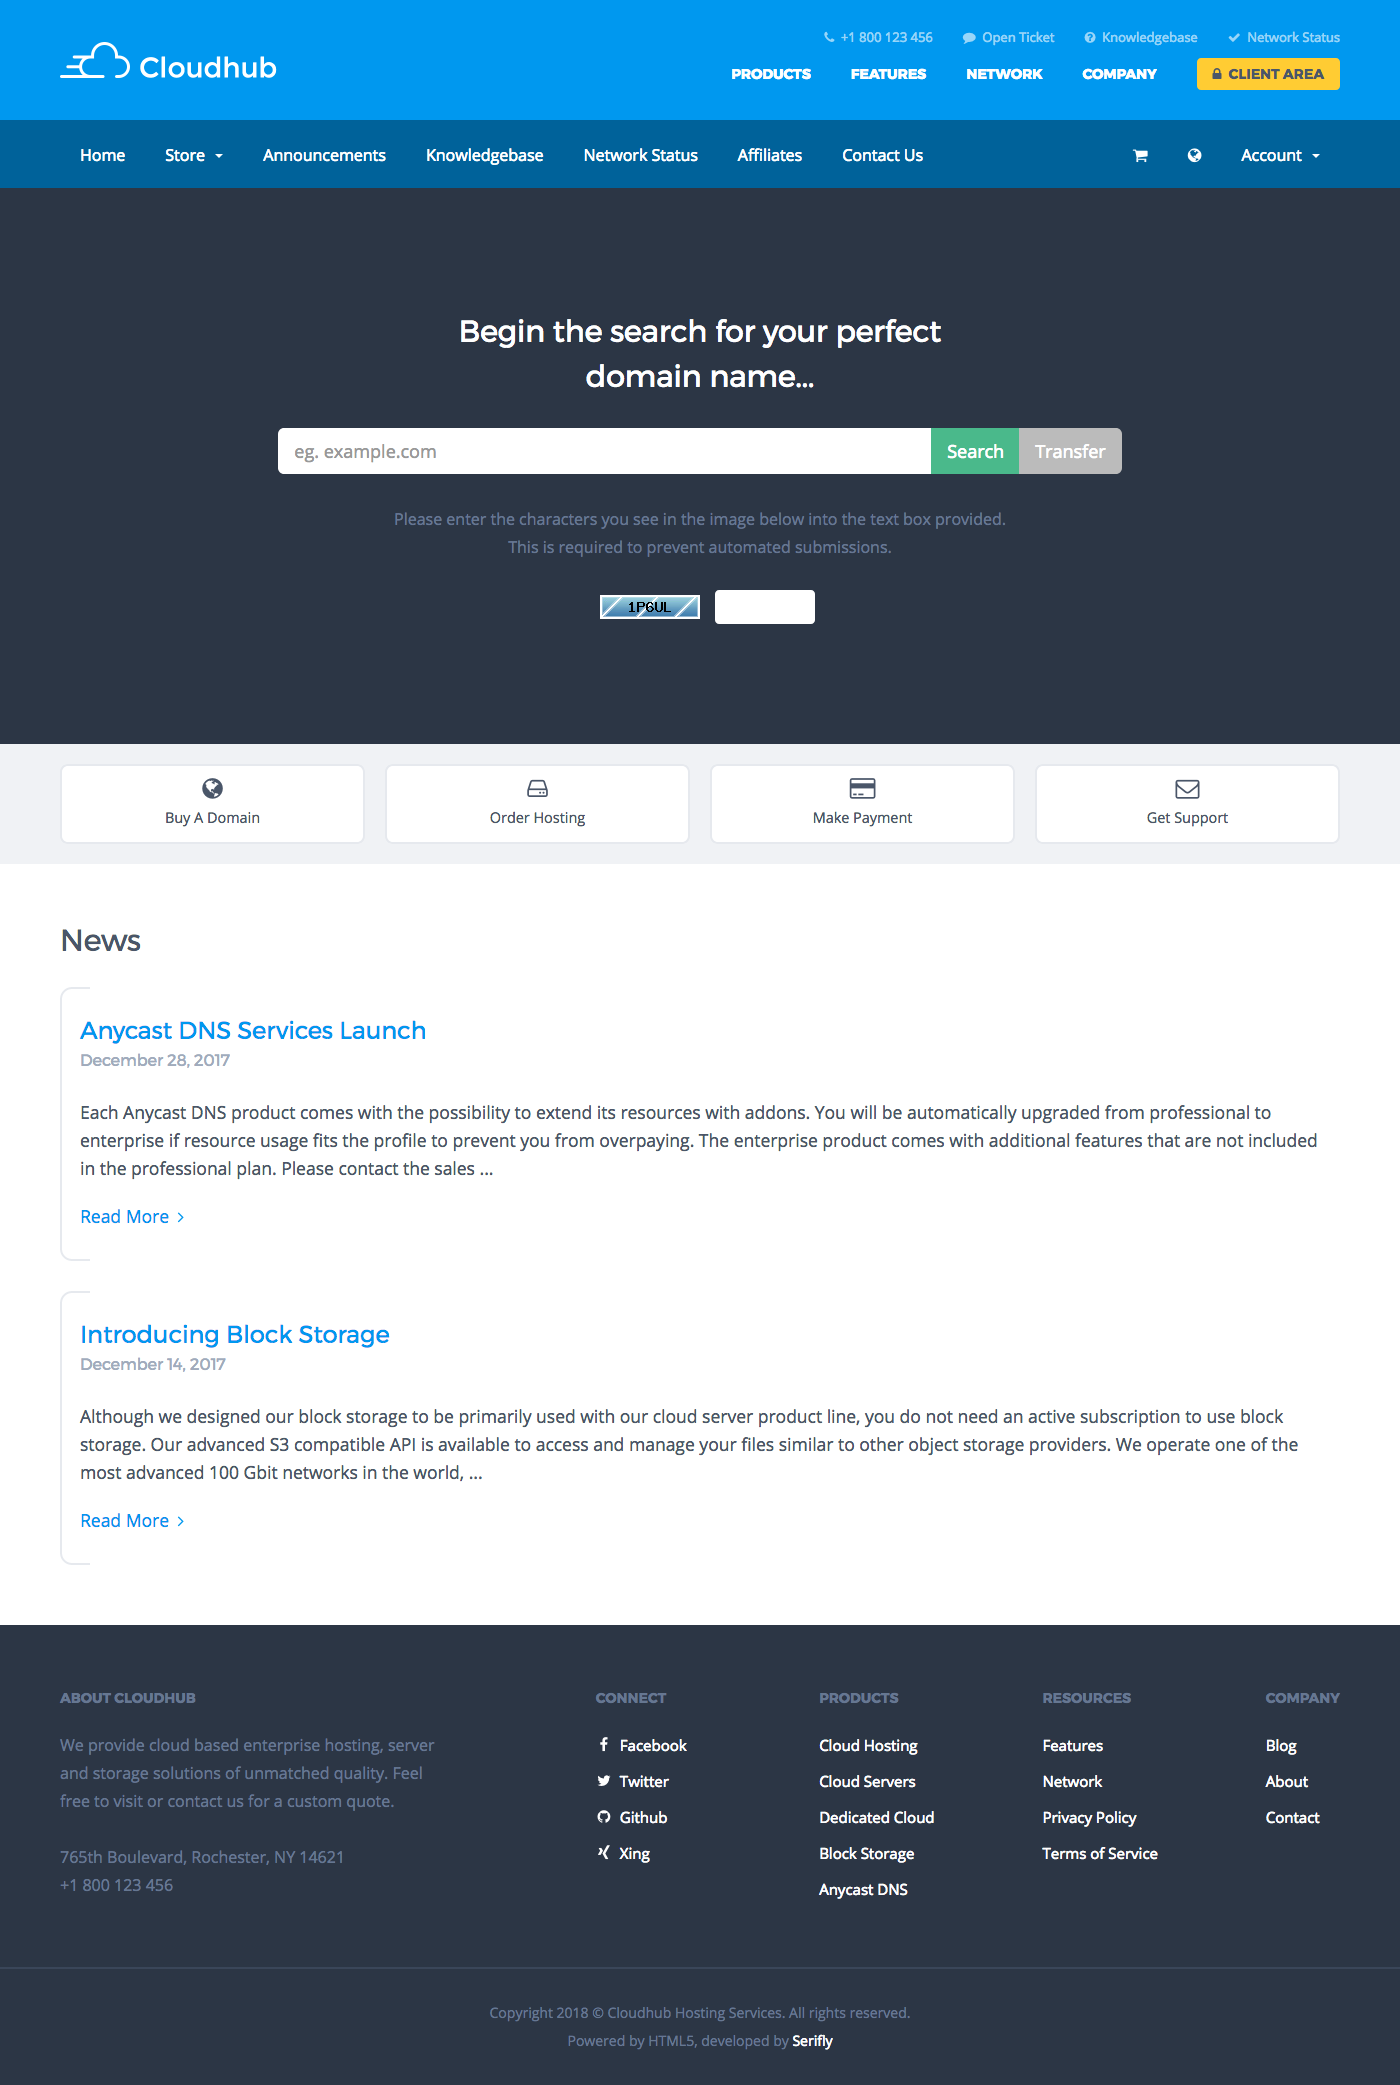 +1 800 123 456 Open Ticket Knowledgebase Network Status
Cloudhub
PRODUCTS FEATURES NETWORK COMPANY CLIENT AREA
Home Store Announcements Knowledgebase Network Status Affiliates Contact Us Account
Begin the search for your perfect
domain name...
eg. example.com Search Transfer
Please enter the characters you see in the image below into the text box provided.
This is required to prevent automated submissions.
1P6UL
Buy A Domain Order Hosting Make Payment Get Support
News
Anycast DNS Services Launch
December 28, 2017
Each Anycast DNS product comes with the possibility to extend its resources with addons. You will be automatically upgraded from professional to
enterprise if resource usage fits the profile to prevent you from overpaying. The enterprise product comes with additional features that are not included
in the professional plan. Please contact the sales ...
Read More
Introducing Block Storage
December 14, 2017
Although we designed our block storage to be primarily used with our cloud server product line, you do not need an active subscription to use block
storage. Our advanced S3 compatible API is available to access and manage your files similar to other object storage providers. We operate one of the
most advanced 100 Gbit networks in the world, ...
Read More
ABOUT CLOUDHUB
We provide cloud based enterprise hosting, server
and storage solutions of unmatched quality. Feel
free to visit or contact us for a custom quote.
765th Boulevard, Rochester, NY 14621
+1 800 123 456
CONNECT
Facebook
Twitter
Github
Xing
PRODUCTS
Cloud Hosting
Cloud Servers
Dedicated Cloud
Block Storage
Anycast DNS
RESOURCES
Features
Network
Privacy Policy
Terms of Service
COMPANY
Blog
About
Contact
Copyright 2018 © Cloudhub Hosting Services. All rights reserved.
Powered by HTML5, developed by Serifly